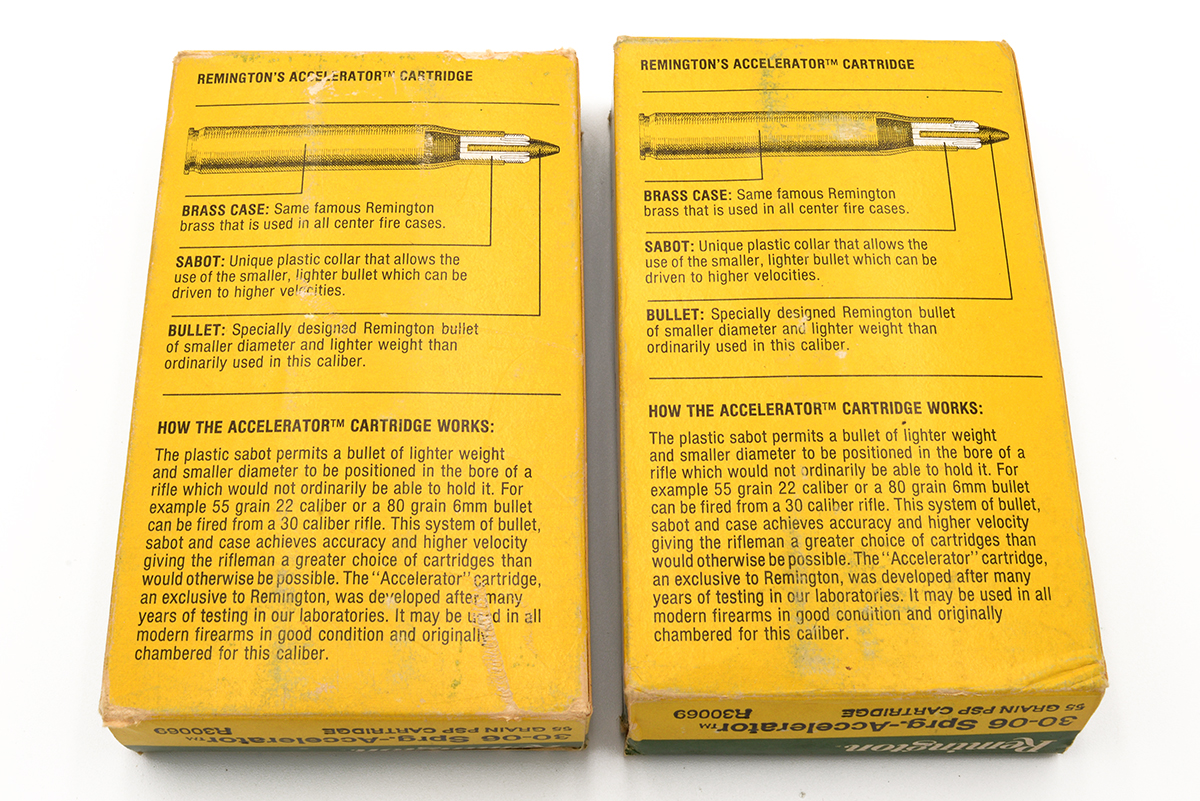 REMINGTON'S ACCELERATOR™ CARTRIDGE
BRASS CASE: Same famous Remington
brass that is used in all center fire cases.
SABOT: Unique plastic collar that allows the
use of the smaller, lighter bullet which can be
driven to higher velocities.
BULLET: Specially designed Remington bullet
of smaller diameter and lighter weight than
ordinarily used in this caliber.
HOW THE ACCELERATOR™ CARTRIDGE WORKS:
The plastic sabot permits a bullet of lighter weight
and smaller diameter to be positioned in the bore of a
rifle which would not ordinarily be able to hold it. For
example 55 grain 22 caliber or a 80 grain 6mm bullet
can be fired from a 30 caliber rifle. This system of bullet,
sabot and case achieves accuracy and higher velocity
giving the rifleman a greater choice of cartridges than
would otherwise be possible. The "Accelerator" cartridge,
an exclusive to Remington, was developed after many
years of testing in our laboratories. It may be used in all
modern firearms in good condition and originally
chambered for this caliber.
55 GRAIN PSP CARTRIDGE R30069
30-06 Sprg.-Accelerator™
Remington
REMINGTON'S ACCELERATOR™ CARTRIDGE
BRASS CASE: Same famous Remington
brass that is used in all center fire cases.
SABOT: Unique plastic collar that allows the
use of the smaller, lighter bullet which can be
driven to higher velocities.
BULLET: Specially designed Remington bullet
of smaller diameter and lighter weight than
ordinarily used in this caliber.
HOW THE ACCELERATOR™ CARTRIDGE WORKS:
The plastic sabot permits a bullet of lighter weight
and smaller diameter to be positioned in the bore of a
rifle which would not ordinarily be able to hold it. For
example 55 grain 22 caliber or a 80 grain 6mm bullet
can be fired from a 30 caliber rifle. This system of bullet,
sabot and case achieves accuracy and higher velocity
giving the rifleman a greater choice of cartridges than
would otherwise be possible. The "Accelerator" cartridge,
an exclusive to Remington, was developed after many
years of testing in our laboratories. It may be used in all
modern firearms in good condition and originally
chambered for this caliber.
55 GRAIN PSP CARTRIDGE R30069
30-06 Sprg.-Accelerator™
Remington